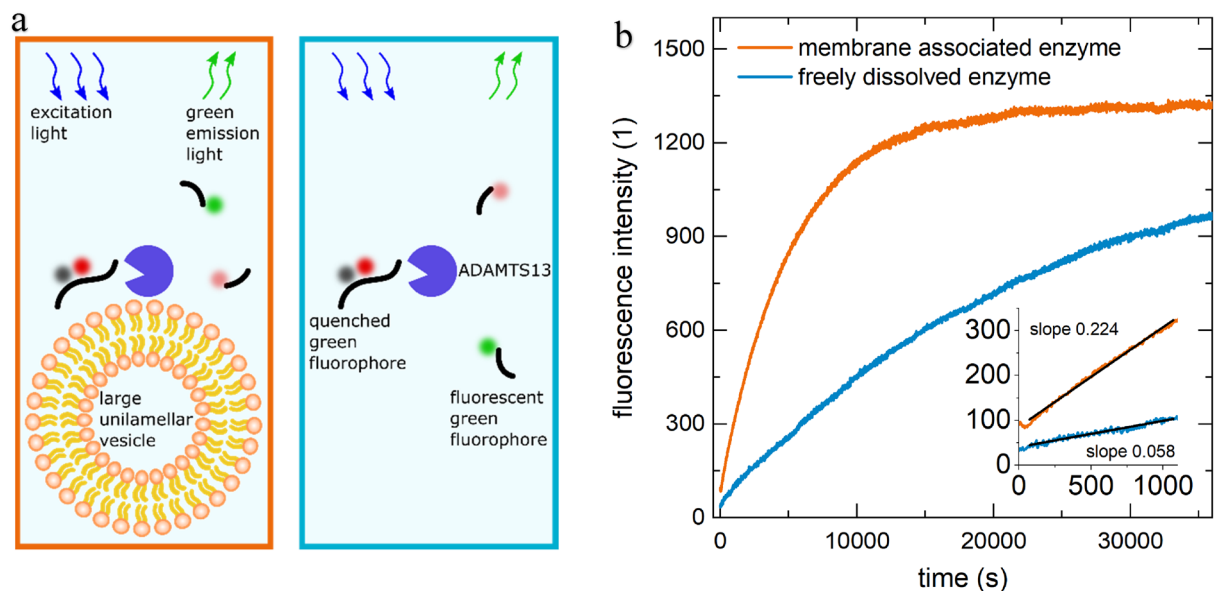 a
excitation
light
green
emission
light
large
unilamellar
vesicle
ADAMTS13
quenched
green
fluorophore
fluorescent
green
fluorophore
b
1500
1200
900
600
300
0
fluorescence intensity (1)
membrane associated enzyme
freely dissolved enzyme
300
200
100
0
slope 0.224
slope 0.058
0 500 1000
0 10000 20000 30000
time (s)